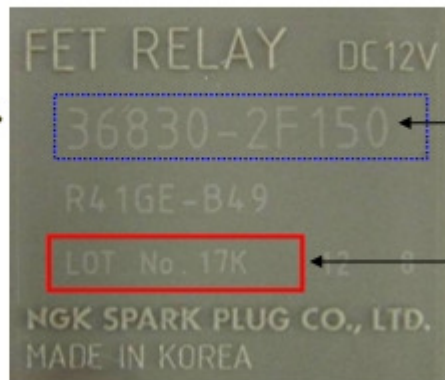 FET RELAY DC12V
36830-2F150
R41GE-B49
LOT No. 17K 12 8
NGK SPARK PLUG CO., LTD.
MADE IN KOREA